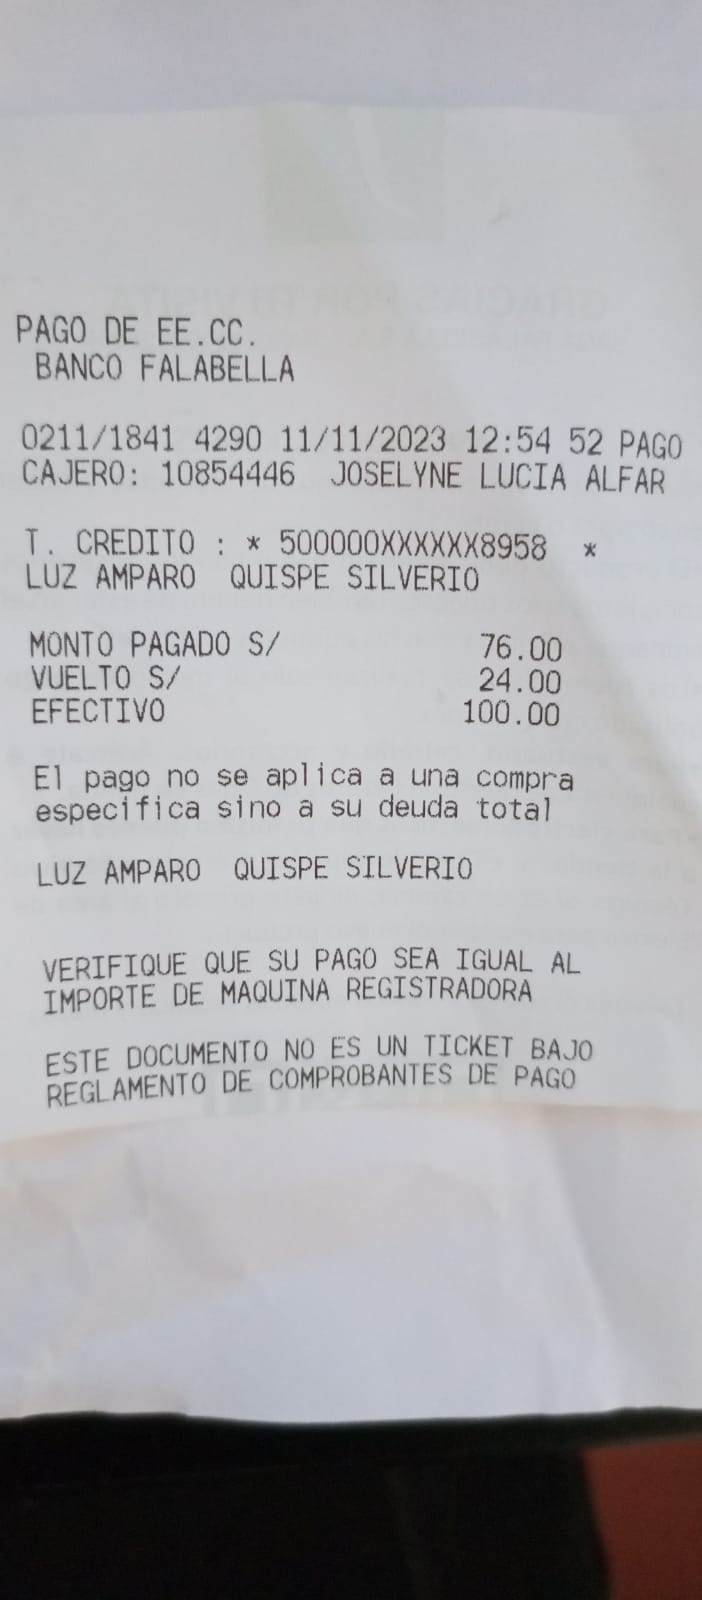 PAGO DE EE.CC.
BANCO FALABELLA
0211/1841 4290 11/11/2023 12:54 52 PAGO
CAJERO: 10854446 JOSELYNE LUCIA ALFAR
T. CREDITO : * 500000XXXXXX8958 *
LUZ AMPARO QUISPE SILVERIO
MONTO PAGADO S/ 76.00
VUELTO S/ 24.00
EFECTIVO 100.00
El pago no se aplica a una compra
especifica sino a su deuda total
LUZ AMPARO QUISPE SILVERIO
VERIFIQUE QUE SU PAGO SEA IGUAL AL
IMPORTE DE MAQUINA REGISTRADORA
ESTE DOCUMENTO NO ES UN TICKET BAJO
REGLAMENTO DE COMPROBANTES DE PAGO